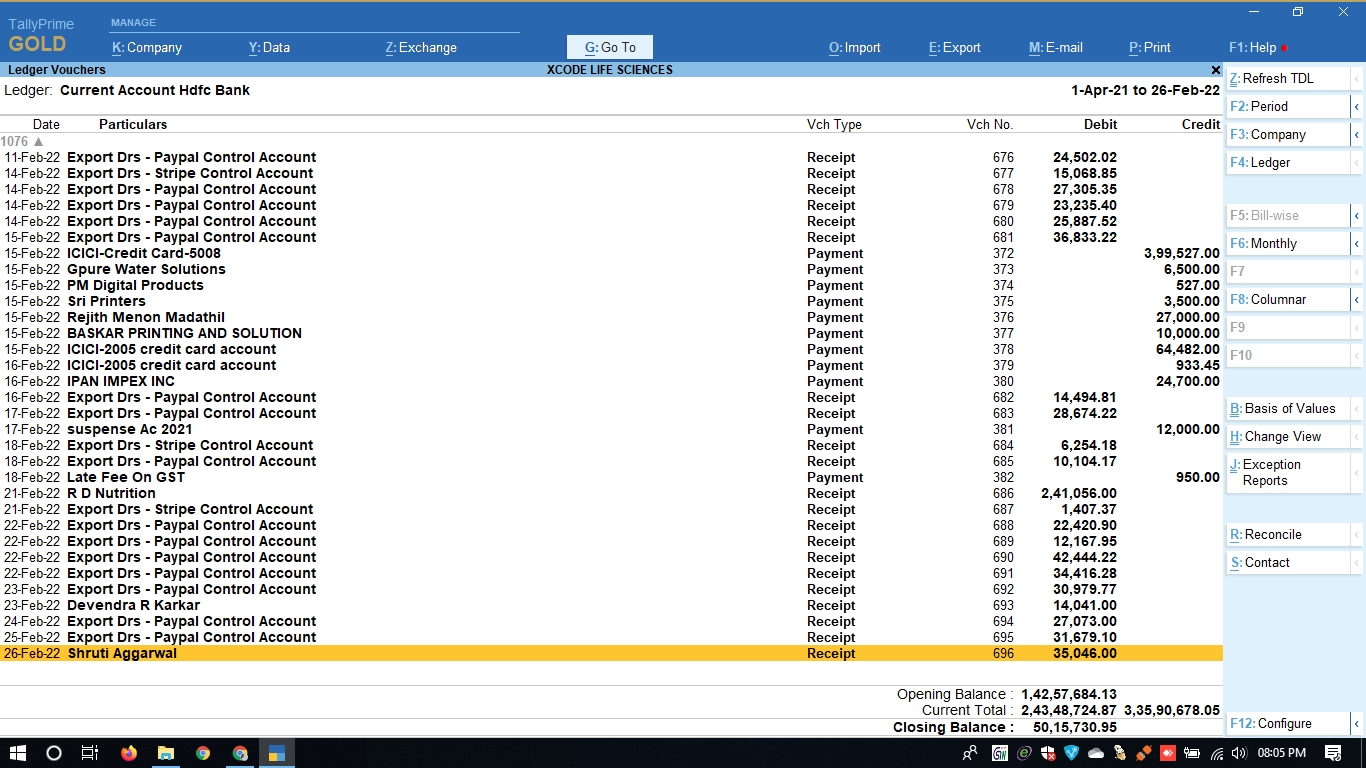 TallyPrime
GOLD
MANAGE
K: Company Y: Data Z: Exchange G: Go To O: Import E: Export M: E-mail P: Print F1: Help
Ledger Vouchers XCODE LIFE SCIENCES
Ledger: Current Account Hdfc Bank 1-Apr-21 to 26-Feb-22
Date Particulars Vch Type Vch No. Debit Credit
1076 ▲
11-Feb-22 Export Drs - Paypal Control Account Receipt 676 24,502.02
14-Feb-22 Export Drs - Stripe Control Account Receipt 677 15,068.85
14-Feb-22 Export Drs - Paypal Control Account Receipt 678 27,305.35
14-Feb-22 Export Drs - Paypal Control Account Receipt 679 23,235.40
14-Feb-22 Export Drs - Paypal Control Account Receipt 680 25,887.52
15-Feb-22 Export Drs - Paypal Control Account Receipt 681 36,833.22
15-Feb-22 ICICI-Credit Card-5008 Payment 372 3,99,527.00
15-Feb-22 Gpure Water Solutions Payment 373 6,500.00
15-Feb-22 PM Digital Products Payment 374 527.00
15-Feb-22 Sri Printers Payment 375 3,500.00
15-Feb-22 Rejith Menon Madathil Payment 376 27,000.00
15-Feb-22 BASKAR PRINTING AND SOLUTION Payment 377 10,000.00
15-Feb-22 ICICI-2005 credit card account Payment 378 64,482.00
16-Feb-22 ICICI-2005 credit card account Payment 379 933.45
16-Feb-22 IPAN IMPEX INC Payment 380 24,700.00
16-Feb-22 Export Drs - Paypal Control Account Receipt 682 14,494.81
17-Feb-22 Export Drs - Paypal Control Account Receipt 683 28,674.22
17-Feb-22 suspense Ac 2021 Payment 381 12,000.00
18-Feb-22 Export Drs - Stripe Control Account Receipt 684 6,254.18
18-Feb-22 Export Drs - Paypal Control Account Receipt 685 10,104.17
18-Feb-22 Late Fee On GST Payment 382 950.00
21-Feb-22 R D Nutrition Receipt 686 2,41,056.00
21-Feb-22 Export Drs - Stripe Control Account Receipt 687 1,407.37
22-Feb-22 Export Drs - Paypal Control Account Receipt 688 22,420.90
22-Feb-22 Export Drs - Paypal Control Account Receipt 689 12,167.95
22-Feb-22 Export Drs - Paypal Control Account Receipt 690 42,444.22
22-Feb-22 Export Drs - Paypal Control Account Receipt 691 34,416.28
23-Feb-22 Export Drs - Paypal Control Account Receipt 692 30,979.77
23-Feb-22 Devendra R Karkar Receipt 693 14,041.00
24-Feb-22 Export Drs - Paypal Control Account Receipt 694 27,073.00
25-Feb-22 Export Drs - Paypal Control Account Receipt 695 31,679.10
26-Feb-22 Shruti Aggarwal Receipt 696 35,046.00
Opening Balance : 1,42,57,684.13
Current Total : 2,43,48,724.87 3,35,90,678.05
Closing Balance : 50,15,730.95
Z: Refresh TDL
F2: Period
F3: Company
F4: Ledger
F5: Bill-wise
F6: Monthly
F7
F8: Columnar
F9
F10
B: Basis of Values
H: Change View
J: Exception
Reports
R: Reconcile
S: Contact
F12: Configure
08:05 PM